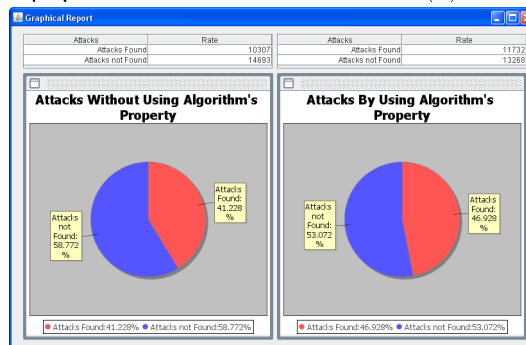 Graphical Report
Attacks Rate
Attacks Found 10307
Attacks not Found 14693
Attacks Rate
Attacks Found 11732
Attacks not Found 13268
Attacks Without Using Algorithm's
Property
Attacks
Found:
41.228
%
Attacks
not
Found:
58.772
%
Attacks Found:41.228% Attacks not Found:58.772%
Attacks By Using Algorithm's
Property
Attacks
Found:
46.928
%
Attacks
not
Found:
53.072
%
Attacks Found:46.928% Attacks not Found:53.072%